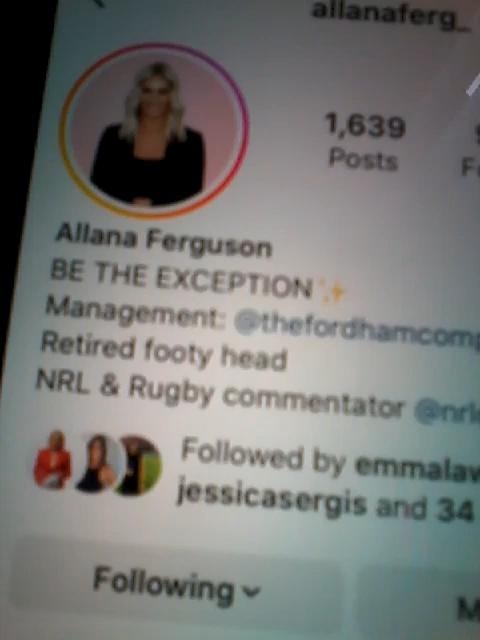 allanaferg_
1,639
Posts
Allana Ferguson
BE THE EXCEPTION✨
Management: @thefordhamcomp
Retired footy head
NRL & Rugby commentator @nrl
Followed by emmalaw
jessicasergis and 34
Following
M